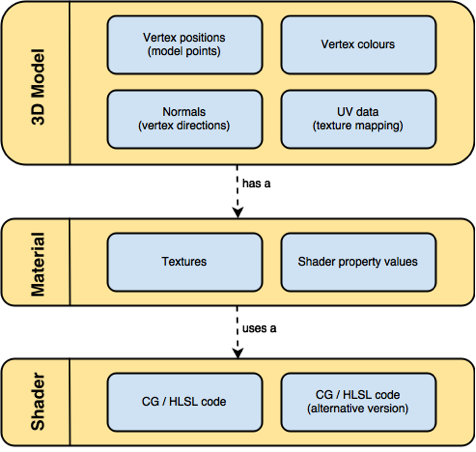 3D Model
Vertex positions
(model points)
Vertex colours
Normals
(vertex directions)
UV data
(texture mapping)
has a
Material
Textures
Shader property values
uses a
Shader
CG / HLSL code
CG / HLSL code
(alternative version)